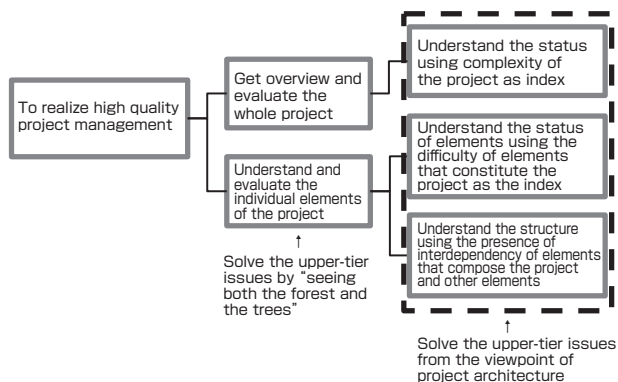 To realize high quality
project management
Get overview and
evaluate the
whole project
Understand and
evaluate the
individual elements
of the project
↑
Solve the upper-tier
issues by “seeing
both the forest and
the trees”
Understand the status
using complexity of
the project as index
Understand the status
of elements using the
difficulty of elements
that constitute the
project as the index
Understand the structure
using the presence of
interdependency of elements
that compose the project
and other elements
↑
Solve the upper-tier issues
from the viewpoint of
project architecture